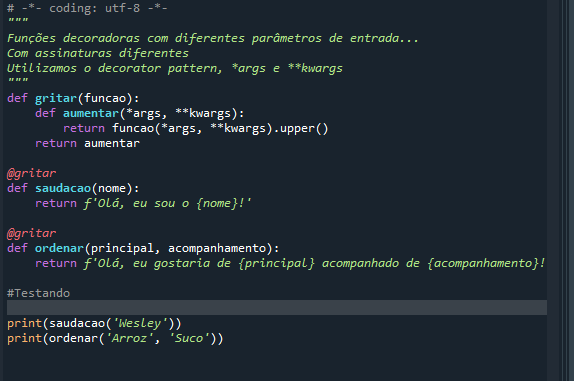 # -*- coding: utf-8 -*-
"""
Funções decoradoras com diferentes parâmetros de entrada...
Com assinaturas diferentes
Utilizamos o decorator pattern, *args e **kwargs
"""
def gritar(funcao):
    def aumentar(*args, **kwargs):
        return funcao(*args, **kwargs).upper()
    return aumentar

@gritar
def saudacao(nome):
    return f'Olá, eu sou o {nome}!'

@gritar
def ordenar(principal, acompanhamento):
    return f'Olá, eu gostaria de {principal} acompanhado de {acompanhamento}!

#Testando

print(saudacao('Wesley'))
print(ordenar('Arroz', 'Suco'))